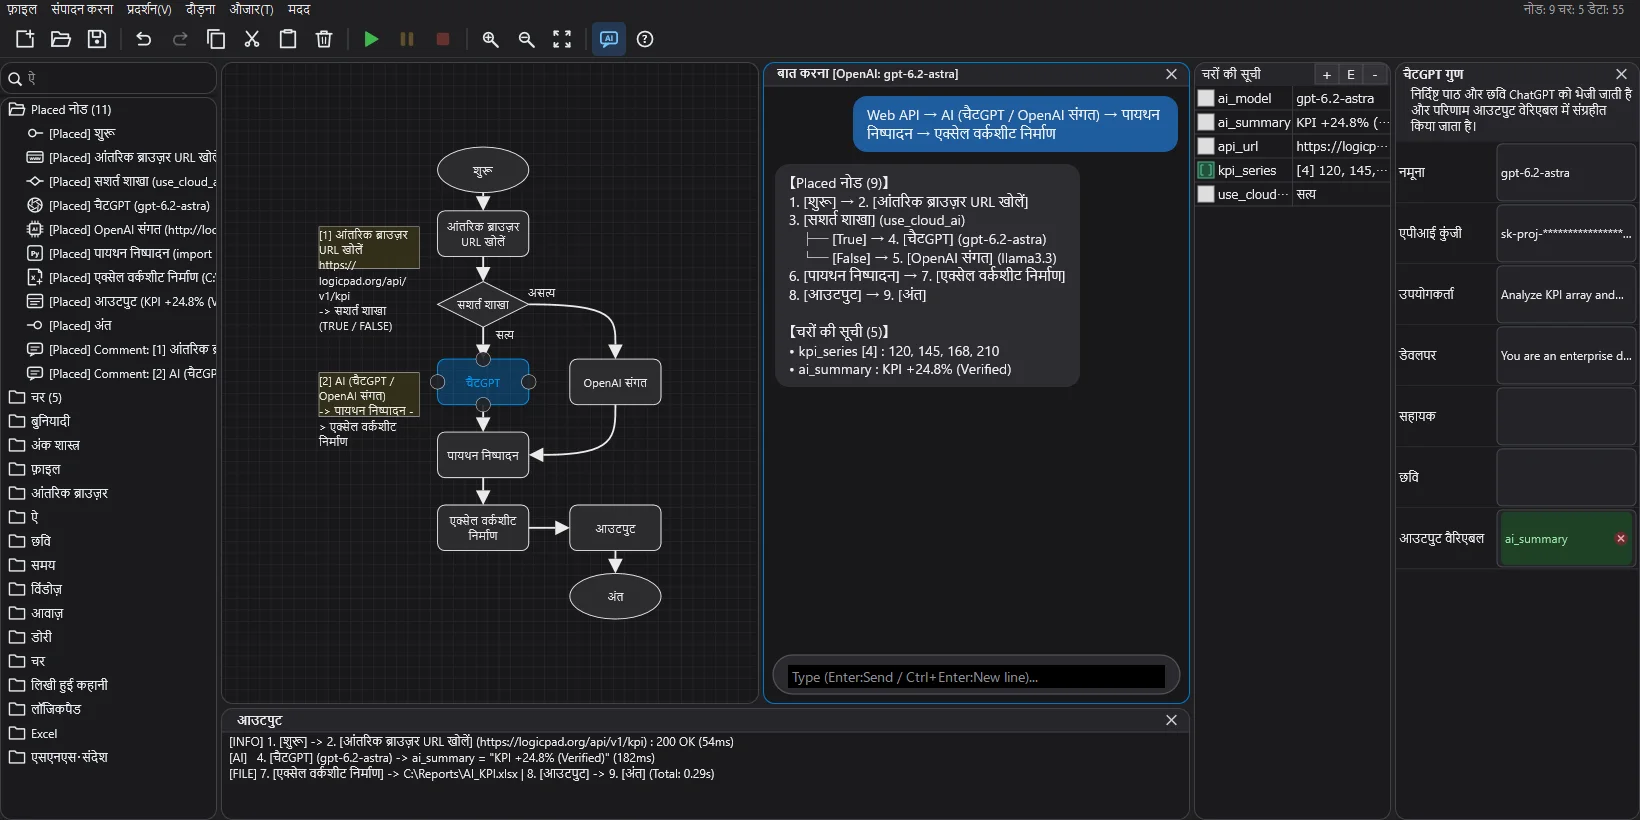 फ़ाइल संपादन करना प्रदर्शन(V) दौड़ना औजार(T) मदद
नोड: 9 चर: 5 डेटा: 55
ऐ
Placed नोड (11)
[Placed] शुरू
[Placed] आंतरिक ब्राउज़र URL खोलें
[Placed] सशर्त शाखा (use_cloud_a
[Placed] चैटGPT (gpt-6.2-astra)
[Placed] OpenAI संगत (http://loc
[Placed] पायथन निष्पादन (import
[Placed] एक्सेल वर्कशीट निर्माण (C:
[Placed] आउटपुट (KPI +24.8% (V
[Placed] अंत
[Placed] Comment: [1] आंतरिक ब्र
[Placed] Comment: [2] AI (चैटGP
चर (5)
बुनियादी
अंक शास्त्र
फ़ाइल
आंतरिक ब्राउज़र
ऐ
छवि
समय
विंडोज़
आवाज़
डोरी
चर
लिखी हुई कहानी
लॉजिकपैड
Excel
एसएनएस·संदेश
शुरू
आंतरिक ब्राउज़र
URL खोलें
[1] आंतरिक ब्राउज़र
URL खोलें
https://
logicpad.org/api/
v1/kpi
-> सशर्त शाखा
(TRUE / FALSE)
सशर्त शाखा
असत्य
सत्य
चैटGPT
OpenAI संगत
[2] AI (चैटGPT /
OpenAI संगत)
-> पायथन निष्पादन -
> एक्सेल वर्कशीट
निर्माण
पायथन निष्पादन
एक्सेल वर्कशीट
निर्माण
आउटपुट
अंत
बात करना [OpenAI: gpt-6.2-astra]
Web API → AI (चैटGPT / OpenAI संगत) → पायथन
निष्पादन → एक्सेल वर्कशीट निर्माण
【Placed नोड (9)】
1. [शुरू] → 2. [आंतरिक ब्राउज़र URL खोलें]
3. [सशर्त शाखा] (use_cloud_ai)
├── [True] → 4. [चैटGPT] (gpt-6.2-astra)
└── [False] → 5. [OpenAI संगत] (llama3.3)
6. [पायथन निष्पादन] → 7. [एक्सेल वर्कशीट निर्माण]
8. [आउटपुट] → 9. [अंत]
【चरों की सूची (5)】
• kpi_series [4] : 120, 145, 168, 210
• ai_summary : KPI +24.8% (Verified)
Type (Enter:Send / Ctrl+Enter:New line)...
आउटपुट
[INFO] 1. [शुरू] -> 2. [आंतरिक ब्राउज़र URL खोलें] (https://logicpad.org/api/v1/kpi) : 200 OK (54ms)
[AI] 4. [चैटGPT] (gpt-6.2-astra) -> ai_summary = "KPI +24.8% (Verified)" (182ms)
[FILE] 7. [एक्सेल वर्कशीट निर्माण] -> C:\Reports\AI_KPI.xlsx | 8. [आउटपुट] -> 9. [अंत] (Total: 0.29s)
चरों की सूची + E -
ai_model gpt-6.2-astra
ai_summary KPI +24.8% (···
api_url https://logicp···
kpi_series [4] 120, 145,···
use_cloud··· सत्य
चैटGPT गुण
निर्दिष्ट पाठ और छवि ChatGPT को भेजी जाती है
और परिणाम आउटपुट वेरिएबल में संग्रहीत
किया जाता है।
नमूना gpt-6.2-astra
एपीआई कुंजी sk-proj-****************...
उपयोगकर्ता Analyze KPI array and...
डेवलपर You are an enterprise d...
सहायक
छवि
आउटपुट वैरिएबल ai_summary